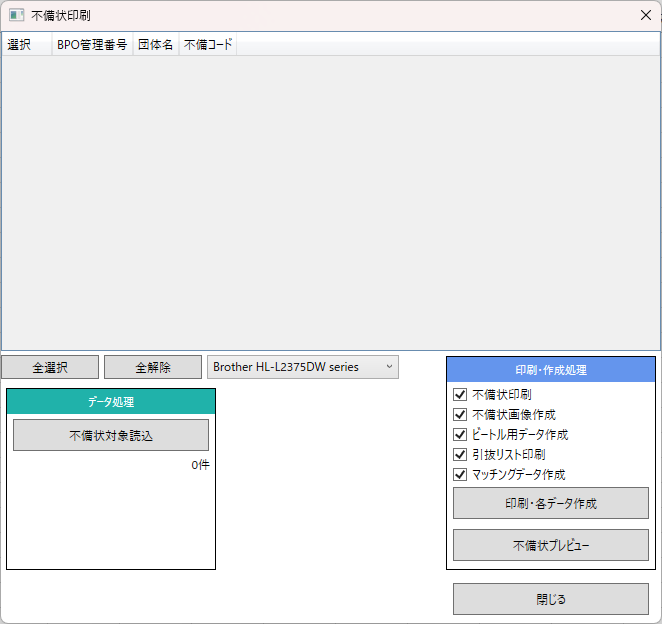 不備状印刷
選択 BPO管理番号 団体名 不備コード
全選択 全解除 Brother HL-L2375DW series
印刷・作成処理
データ処理
不備状印刷
不備状画像作成
不備状対象読込
ビートル用データ作成
引抜リスト印刷
0件
マッチングデータ作成
印刷・各データ作成
不備状プレビュー
閉じる